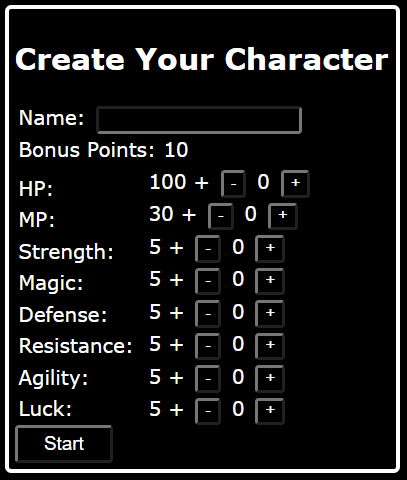 Create Your Character
Name:
Bonus Points: 10
HP: 100 + - 0 +
MP: 30 + - 0 +
Strength: 5 + - 0 +
Magic: 5 + - 0 +
Defense: 5 + - 0 +
Resistance: 5 + - 0 +
Agility: 5 + - 0 +
Luck: 5 + - 0 +
Start